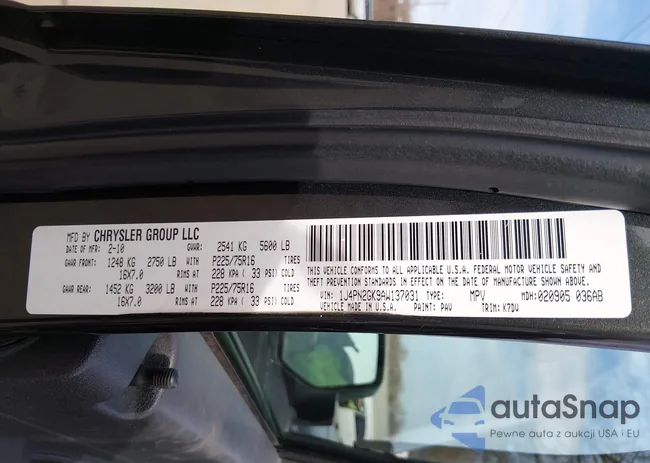 MFD BY CHRYSLER GROUP LLC
DATE OF MFR: 2-10 GVWR: 2541 KG 5600 LB
GAWR FRONT: 1248 KG 2750 LB WITH P225/75R16 TIRES
16X7.0 RIMS AT 228 KPA ( 33 PSI) COLD
GAWR REAR: 1452 KG 3200 LB WITH P225/75R16 TIRES
16X7.0 RIMS AT 228 KPA ( 33 PSI) COLD
THIS VEHICLE CONFORMS TO ALL APPLICABLE U.S.A. FEDERAL MOTOR VEHICLE SAFETY AND
THEFT PREVENTION STANDARDS IN EFFECT ON THE DATE OF MANUFACTURE SHOWN ABOVE.
VIN: 1J4PN2GK9AW137031 TYPE: MPV MDH: 020905 036AB
VEHICLE MADE IN U.S.A. PAINT: PAV TRIM: K7DV
autaSnap
Pewne auta z aukcji USA i EU